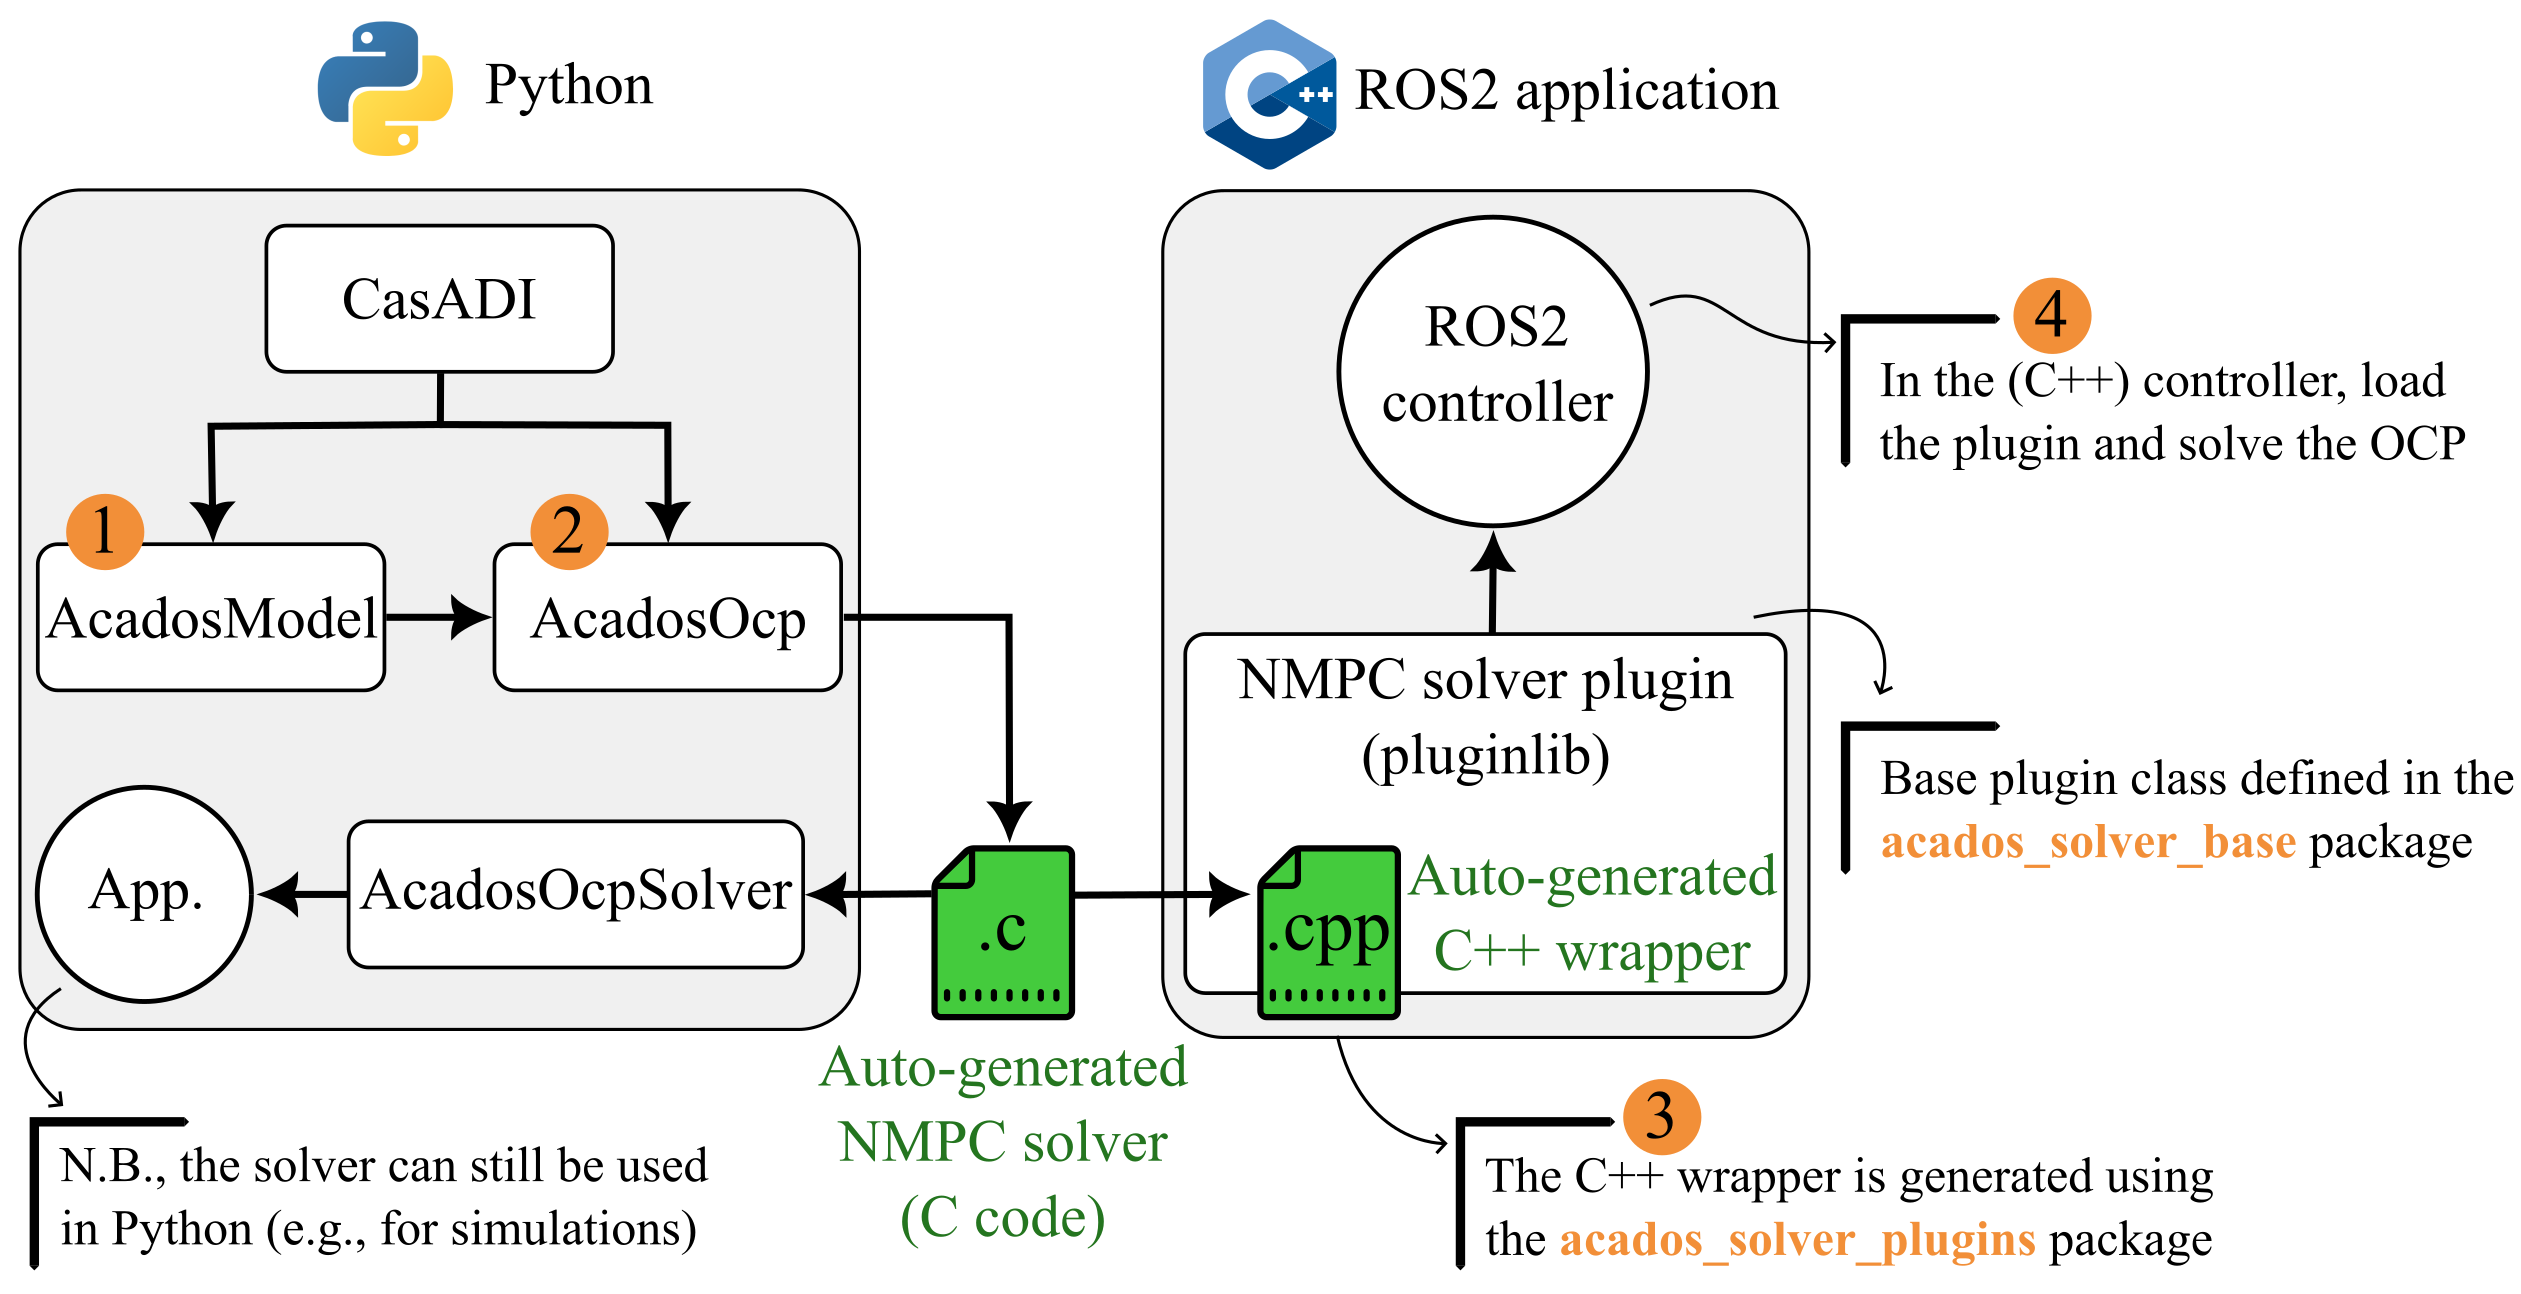 Python
CasADI
1
AcadosModel
2
AcadosOcp
App.
AcadosOcpSolver
N.B., the solver can still be used
in Python (e.g., for simulations)
.c
Auto-generated
NMPC solver
(C code)
C++
ROS2 application
ROS2
controller
NMPC solver plugin
(pluginlib)
.cpp
Auto-generated
C++ wrapper
4
In the (C++) controller, load
the plugin and solve the OCP
Base plugin class defined in the
acados_solver_base package
3
The C++ wrapper is generated using
the acados_solver_plugins package